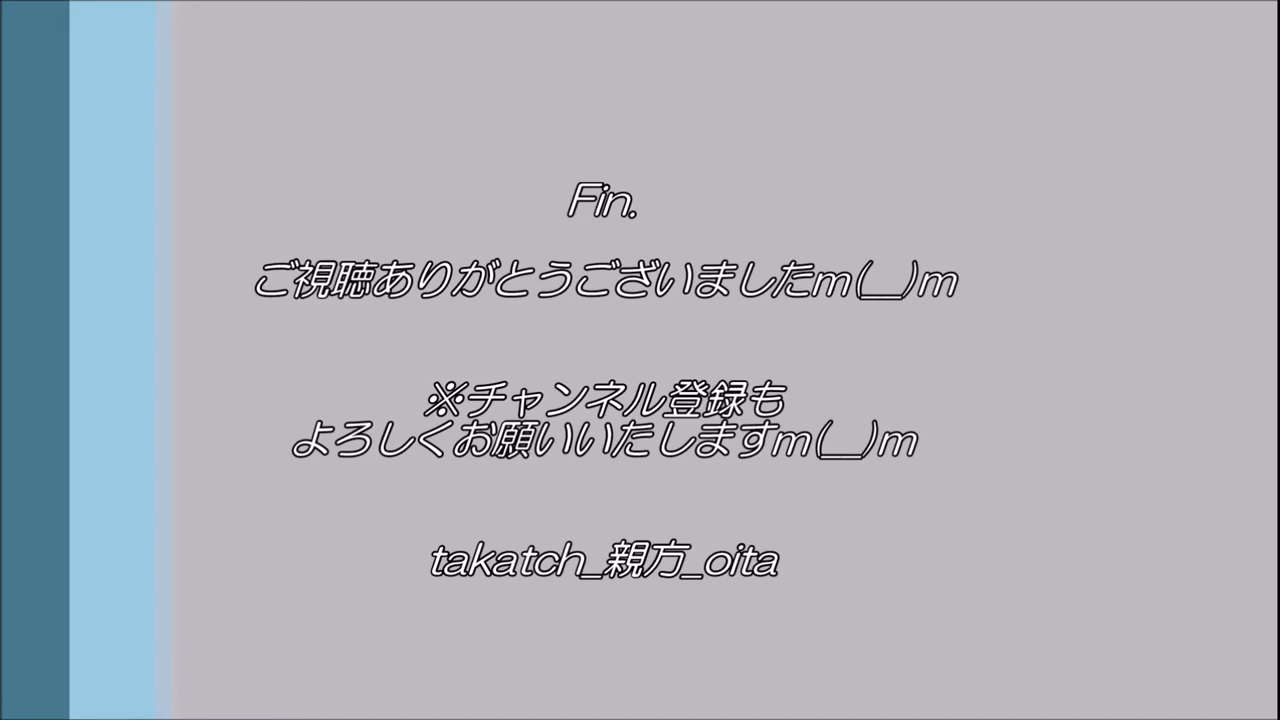 Fin.
ご視聴ありがとうございましたm(__)m
※チャンネル登録も
よろしくお願いいたしますm(__)m
takatch_親方_oita